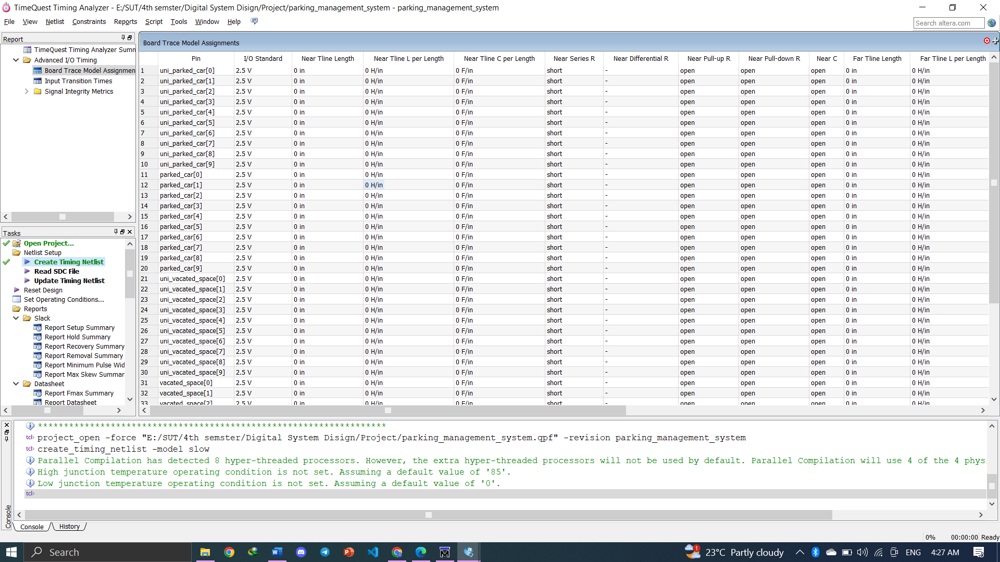 TimeQuest Timing Analyzer - E:/SUT/4th semster/Digital System Disign/Project/parking_management_system - parking_management_system
File View Netlist Constraints Reports Script Tools Window Help
Search altera.com
Report
TimeQuest Timing Analyzer Summ
Advanced I/O Timing
Board Trace Model Assignmen
Input Transition Times
Signal Integrity Metrics
Tasks
Open Project...
Netlist Setup
Create Timing Netlist
Read SDC File
Update Timing Netlist
Reset Design
Set Operating Conditions...
Reports
Slack
Report Setup Summary
Report Hold Summary
Report Recovery Summary
Report Removal Summary
Report Minimum Pulse Wid
Report Max Skew Summar
Datasheet
Report Fmax Summary
Report Datasheet
Board Trace Model Assignments
Pin I/O Standard Near Tline Length Near Tline L per Length Near Tline C per Length Near Series R Near Differential R Near Pull-up R Near Pull-down R Near C Far Tline Length Far Tline L per Length
1 uni_parked_car[0] 2.5 V 0 in 0 H/in 0 F/in short - open open open 0 in 0 H/in
2 uni_parked_car[1] 2.5 V 0 in 0 H/in 0 F/in short - open open open 0 in 0 H/in
3 uni_parked_car[2] 2.5 V 0 in 0 H/in 0 F/in short - open open open 0 in 0 H/in
4 uni_parked_car[3] 2.5 V 0 in 0 H/in 0 F/in short - open open open 0 in 0 H/in
5 uni_parked_car[4] 2.5 V 0 in 0 H/in 0 F/in short - open open open 0 in 0 H/in
6 uni_parked_car[5] 2.5 V 0 in 0 H/in 0 F/in short - open open open 0 in 0 H/in
7 uni_parked_car[6] 2.5 V 0 in 0 H/in 0 F/in short - open open open 0 in 0 H/in
8 uni_parked_car[7] 2.5 V 0 in 0 H/in 0 F/in short - open open open 0 in 0 H/in
9 uni_parked_car[8] 2.5 V 0 in 0 H/in 0 F/in short - open open open 0 in 0 H/in
10 uni_parked_car[9] 2.5 V 0 in 0 H/in 0 F/in short - open open open 0 in 0 H/in
11 parked_car[0] 2.5 V 0 in 0 H/in 0 F/in short - open open open 0 in 0 H/in
12 parked_car[1] 2.5 V 0 in 0 H/in 0 F/in short - open open open 0 in 0 H/in
13 parked_car[2] 2.5 V 0 in 0 H/in 0 F/in short - open open open 0 in 0 H/in
14 parked_car[3] 2.5 V 0 in 0 H/in 0 F/in short - open open open 0 in 0 H/in
15 parked_car[4] 2.5 V 0 in 0 H/in 0 F/in short - open open open 0 in 0 H/in
16 parked_car[5] 2.5 V 0 in 0 H/in 0 F/in short - open open open 0 in 0 H/in
17 parked_car[6] 2.5 V 0 in 0 H/in 0 F/in short - open open open 0 in 0 H/in
18 parked_car[7] 2.5 V 0 in 0 H/in 0 F/in short - open open open 0 in 0 H/in
19 parked_car[8] 2.5 V 0 in 0 H/in 0 F/in short - open open open 0 in 0 H/in
20 parked_car[9] 2.5 V 0 in 0 H/in 0 F/in short - open open open 0 in 0 H/in
21 uni_vacated_space[0] 2.5 V 0 in 0 H/in 0 F/in short - open open open 0 in 0 H/in
22 uni_vacated_space[1] 2.5 V 0 in 0 H/in 0 F/in short - open open open 0 in 0 H/in
23 uni_vacated_space[2] 2.5 V 0 in 0 H/in 0 F/in short - open open open 0 in 0 H/in
24 uni_vacated_space[3] 2.5 V 0 in 0 H/in 0 F/in short - open open open 0 in 0 H/in
25 uni_vacated_space[4] 2.5 V 0 in 0 H/in 0 F/in short - open open open 0 in 0 H/in
26 uni_vacated_space[5] 2.5 V 0 in 0 H/in 0 F/in short - open open open 0 in 0 H/in
27 uni_vacated_space[6] 2.5 V 0 in 0 H/in 0 F/in short - open open open 0 in 0 H/in
28 uni_vacated_space[7] 2.5 V 0 in 0 H/in 0 F/in short - open open open 0 in 0 H/in
29 uni_vacated_space[8] 2.5 V 0 in 0 H/in 0 F/in short - open open open 0 in 0 H/in
30 uni_vacated_space[9] 2.5 V 0 in 0 H/in 0 F/in short - open open open 0 in 0 H/in
31 vacated_space[0] 2.5 V 0 in 0 H/in 0 F/in short - open open open 0 in 0 H/in
32 vacated_space[1] 2.5 V 0 in 0 H/in 0 F/in short - open open open 0 in 0 H/in
33 vacated_space[2] 2.5 V 0 in 0 H/in 0 F/in short - open open open 0 in 0 H/in
*******************************************************************
tcl> project_open -force "E:/SUT/4th semster/Digital System Disign/Project/parking_management_system.qpf" -revision parking_management_system
tcl> create_timing_netlist -model slow
Parallel Compilation has detected 8 hyper-threaded processors. However, the extra hyper-threaded processors will not be used by default. Parallel Compilation will use 4 of the 4 phys
High junction temperature operating condition is not set. Assuming a default value of '85'.
Low junction temperature operating condition is not set. Assuming a default value of '0'.
tcl>
Console
Console History
0% 00:00:00 Ready
Search
1 23°C Partly cloudy ENG 4:27 AM